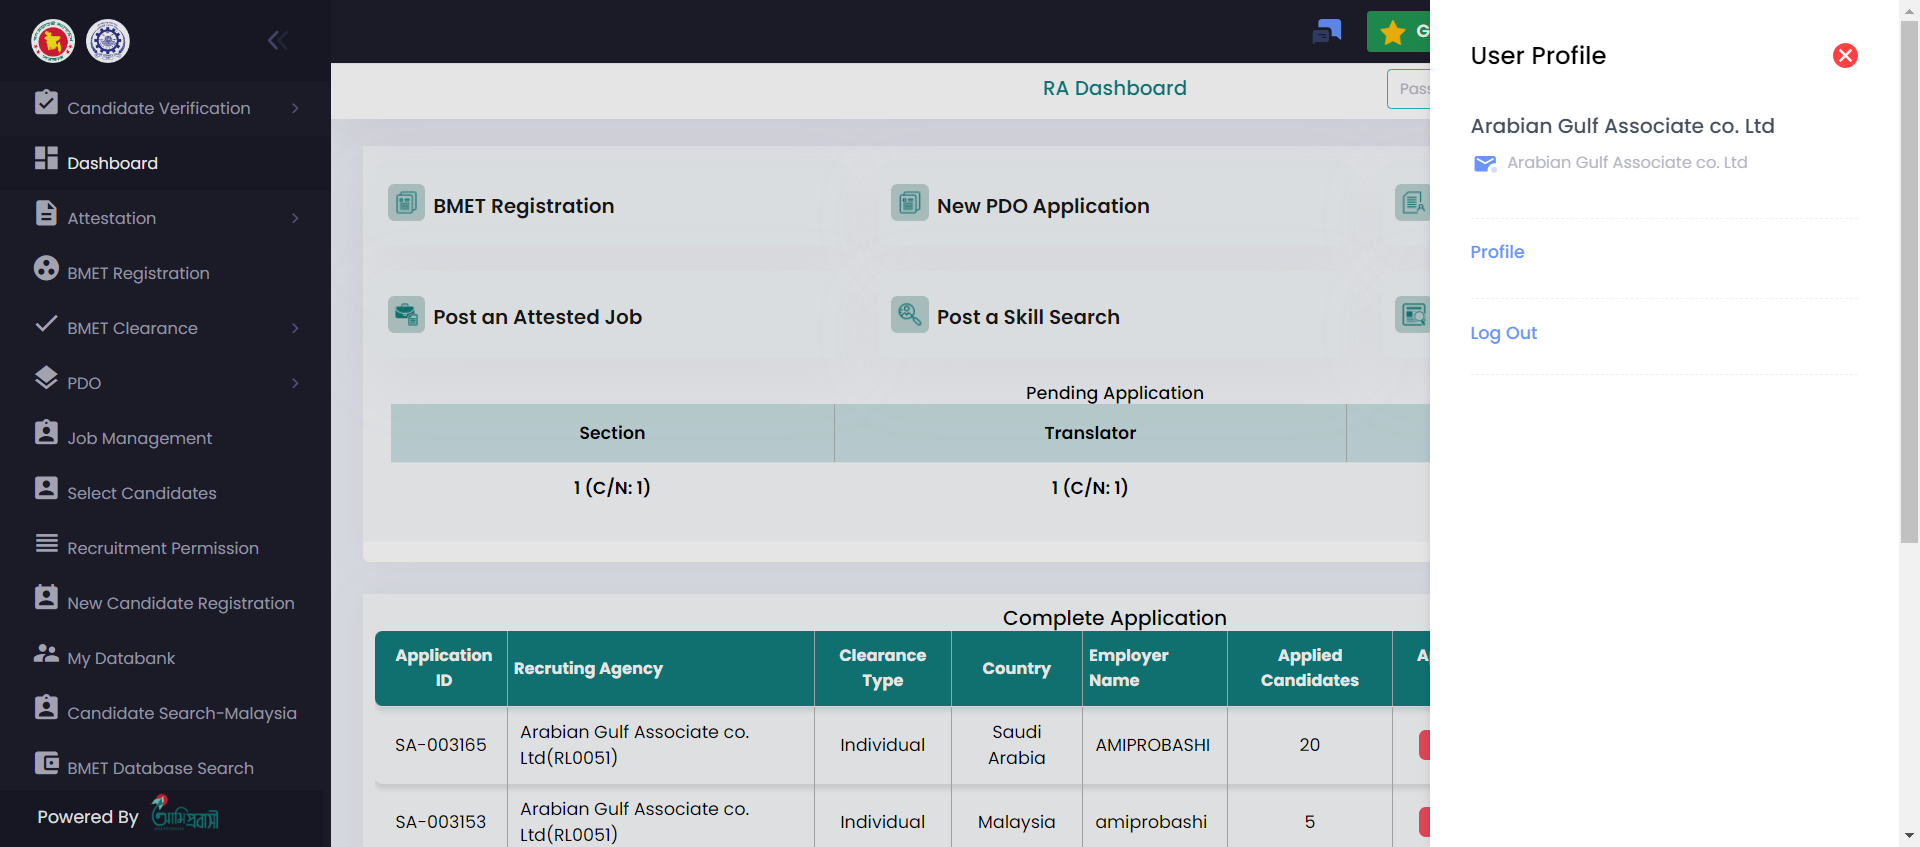 Candidate Verification
Dashboard
Attestation
BMET Registration
BMET Clearance
PDO
Job Management
Select Candidates
Recruitment Permission
New Candidate Registration
My Databank
Candidate Search-Malaysia
BMET Database Search
Powered By আমি প্রবাসী
G
RA Dashboard
Pass
BMET Registration
New PDO Application
Post an Attested Job
Post a Skill Search
Pending Application
Section Translator
1 (C/N: 1) 1 (C/N: 1)
Complete Application
Application ID Recruting Agency Clearance Type Country Employer Name Applied Candidates
SA-003165 Arabian Gulf Associate co. Ltd(RL0051) Individual Saudi Arabia AMIPROBASHI 20
SA-003153 Arabian Gulf Associate co. Ltd(RL0051) Individual Malaysia amiprobashi 5
User Profile
Arabian Gulf Associate co. Ltd
Arabian Gulf Associate co. Ltd
Profile
Log Out